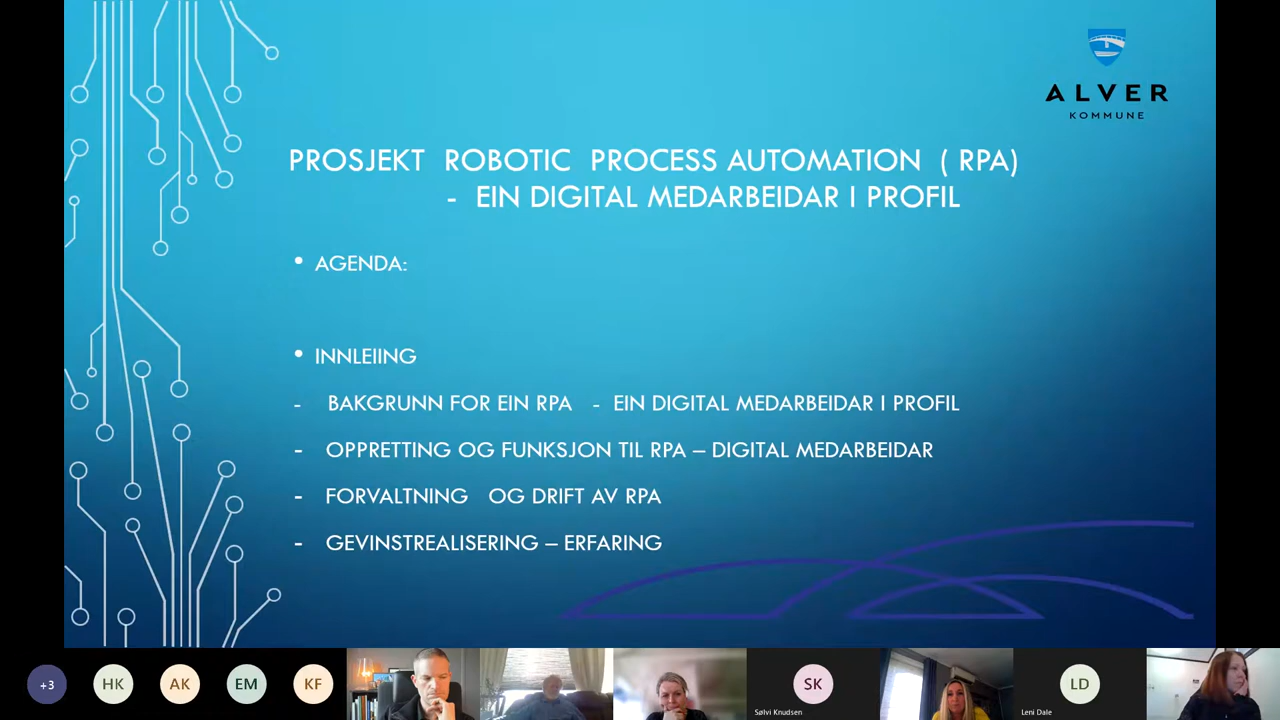 ALVER
KOMMUNE
PROSJEKT ROBOTIC PROCESS AUTOMATION ( RPA)
- EIN DIGITAL MEDARBEIDAR I PROFIL
• AGENDA:
• INNLEIING
- BAKGRUNN FOR EIN RPA - EIN DIGITAL MEDARBEIDAR I PROFIL
- OPPRETTING OG FUNKSJON TIL RPA – DIGITAL MEDARBEIDAR
- FORVALTNING OG DRIFT AV RPA
- GEVINSTREALISERING – ERFARING
+3 HK AK EM KF SK LD
Sølvi Knudsen Leni Dale